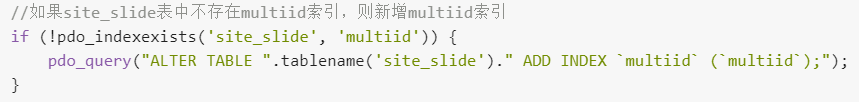 //如果site_slide表中不存在multiid索引，则新增multiid索引
if (!pdo_indexexists('site_slide', 'multiid')) {
    pdo_query("ALTER TABLE ".tablename('site_slide')." ADD INDEX `multiid` (`multiid`);");
}